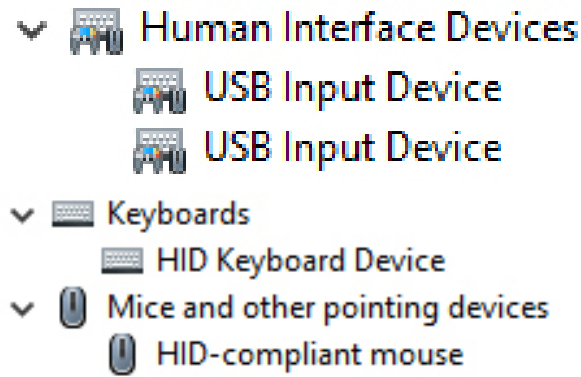 Human Interface Devices
USB Input Device
USB Input Device
Keyboards
HID Keyboard Device
Mice and other pointing devices
HID-compliant mouse